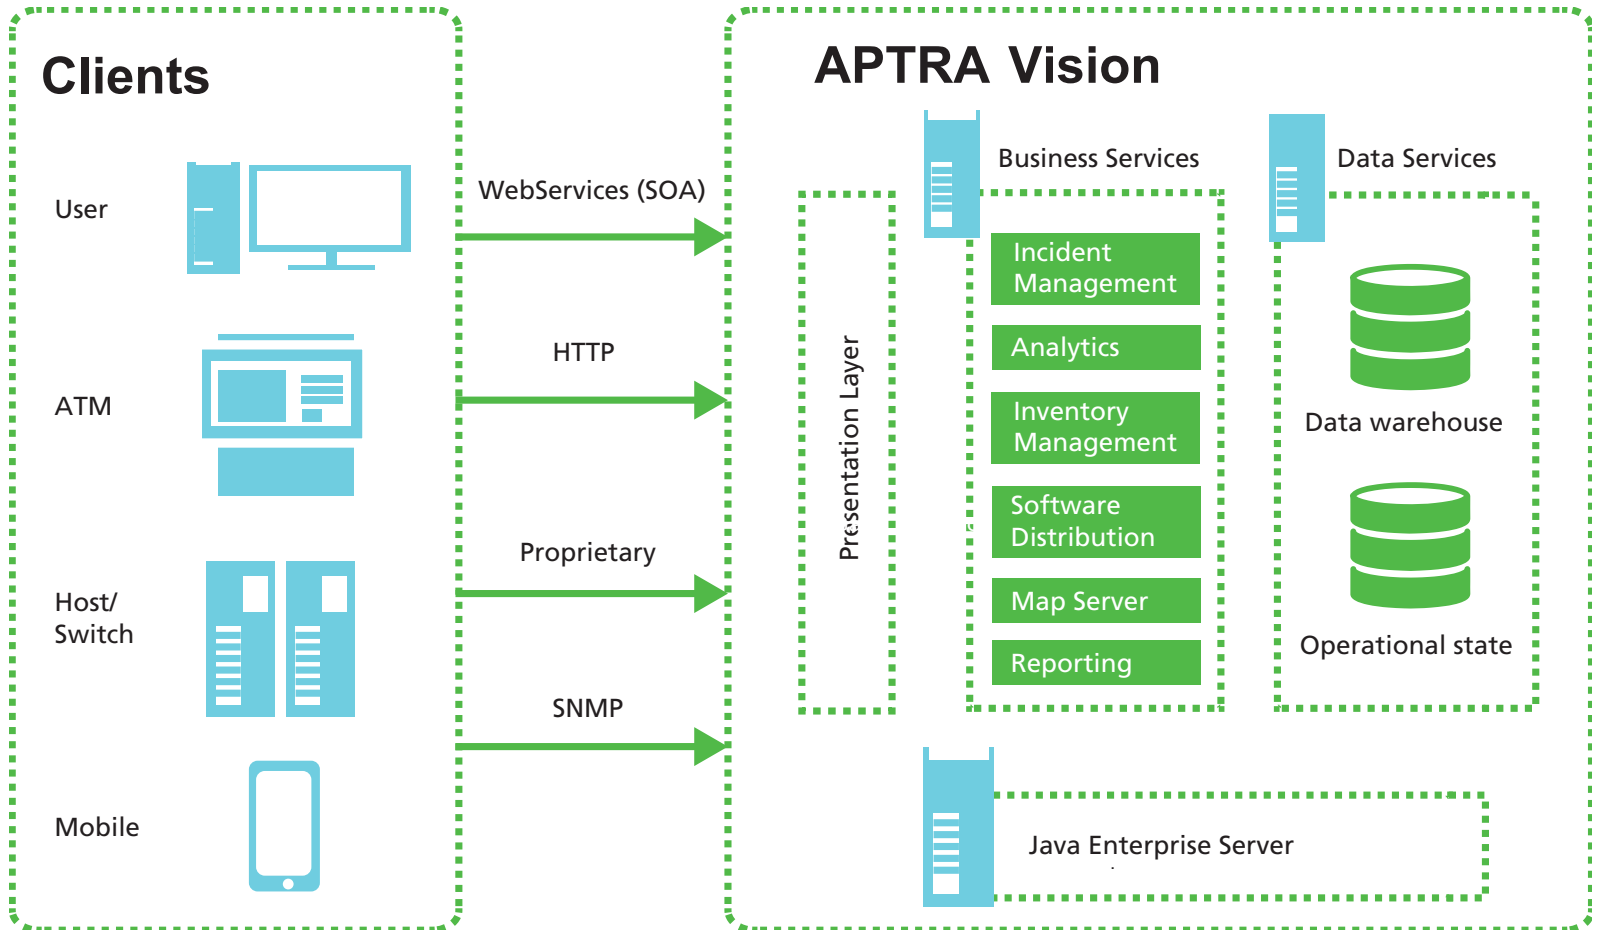 Clients
User
ATM
Host/
Switch
Mobile
WebServices (SOA)
HTTP
Proprietary
SNMP
APTRA Vision
Presentation Layer
Business Services
Incident
Management
Analytics
Inventory
Management
Software
Distribution
Map Server
Reporting
Data Services
Data warehouse
Operational state
Java Enterprise Server